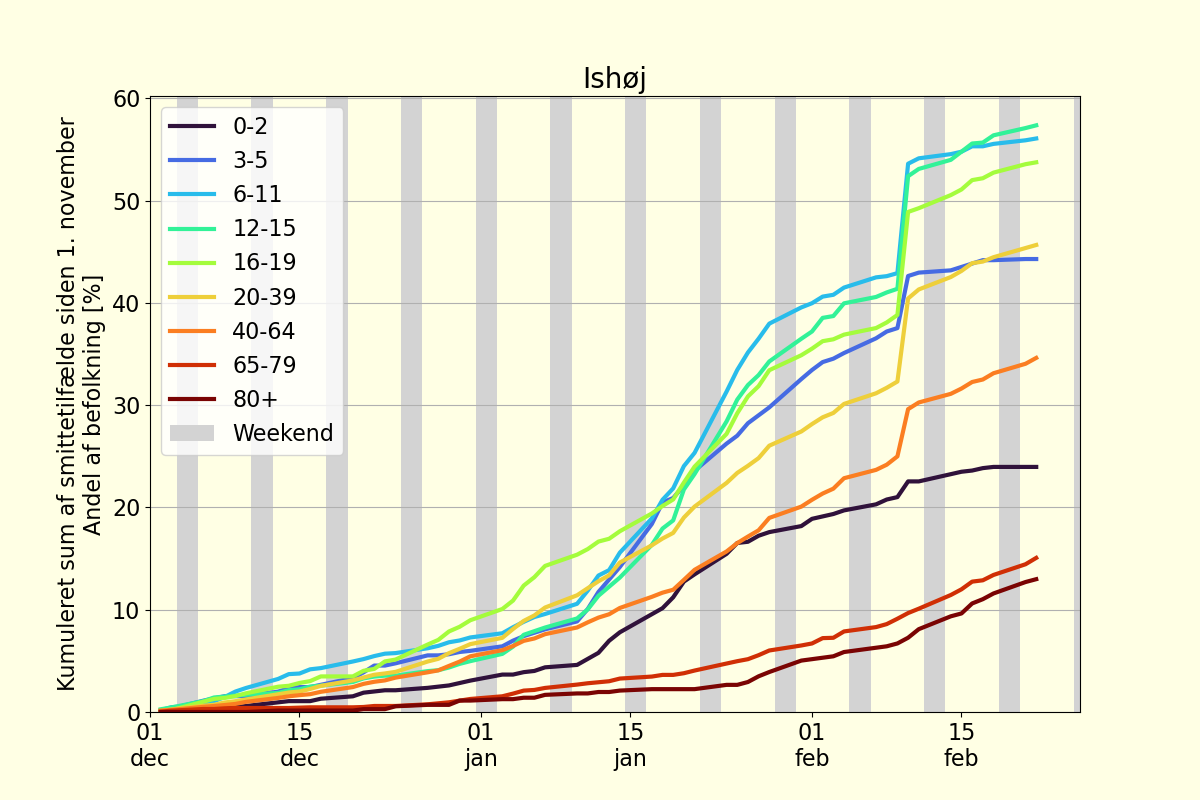 Ishøj
Kumuleret sum af smittetilfælde siden 1. november
Andel af befolkning [%]
60
50
40
30
20
10
0
0-2
3-5
6-11
12-15
16-19
20-39
40-64
65-79
80+
Weekend
01
dec
15
dec
01
jan
15
jan
01
feb
15
feb